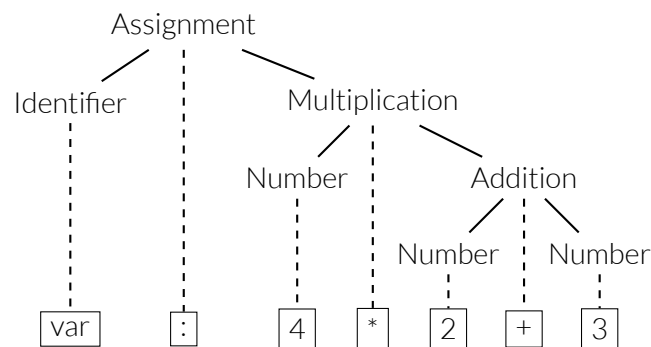 Assignment
Identifier Multiplication
Number Addition
Number Number
var : 4 * 2 + 3